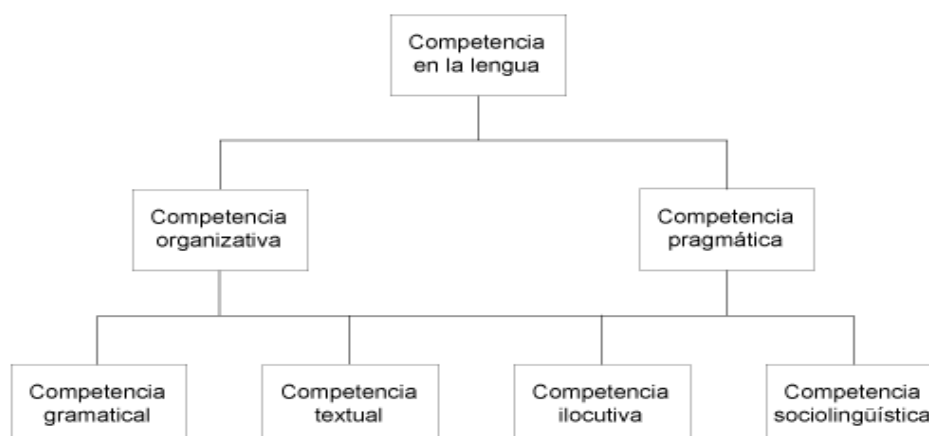 Competencia
en la lengua
Competencia
organizativa
Competencia
pragmática
Competencia
gramatical
Competencia
textual
Competencia
ilocutiva
Competencia
sociolingüística